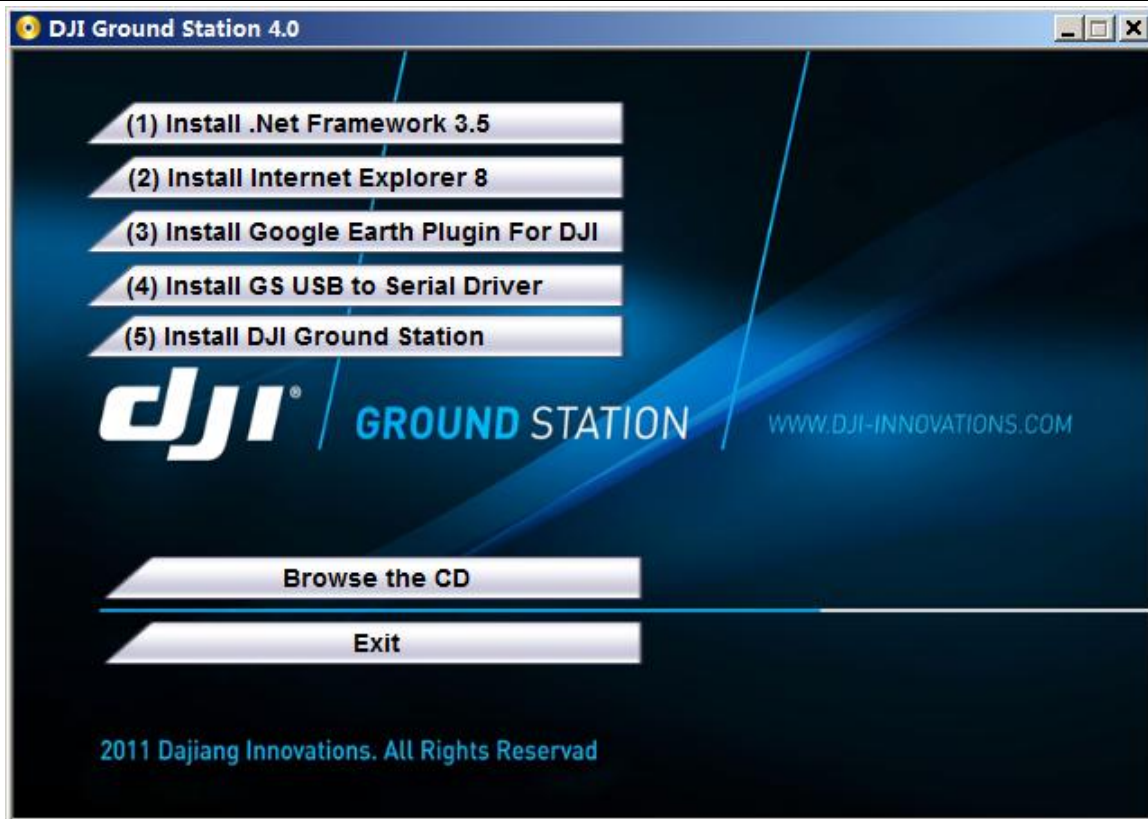 DJI Ground Station 4.0
(1) Install .Net Framework 3.5
(2) Install Internet Explorer 8
(3) Install Google Earth Plugin For DJI
(4) Install GS USB to Serial Driver
(5) Install DJI Ground Station
dji® GROUND STATION WWW.DJI-INNOVATIONS.COM
Browse the CD
Exit
2011 Dajiang Innovations. All Rights Reservad